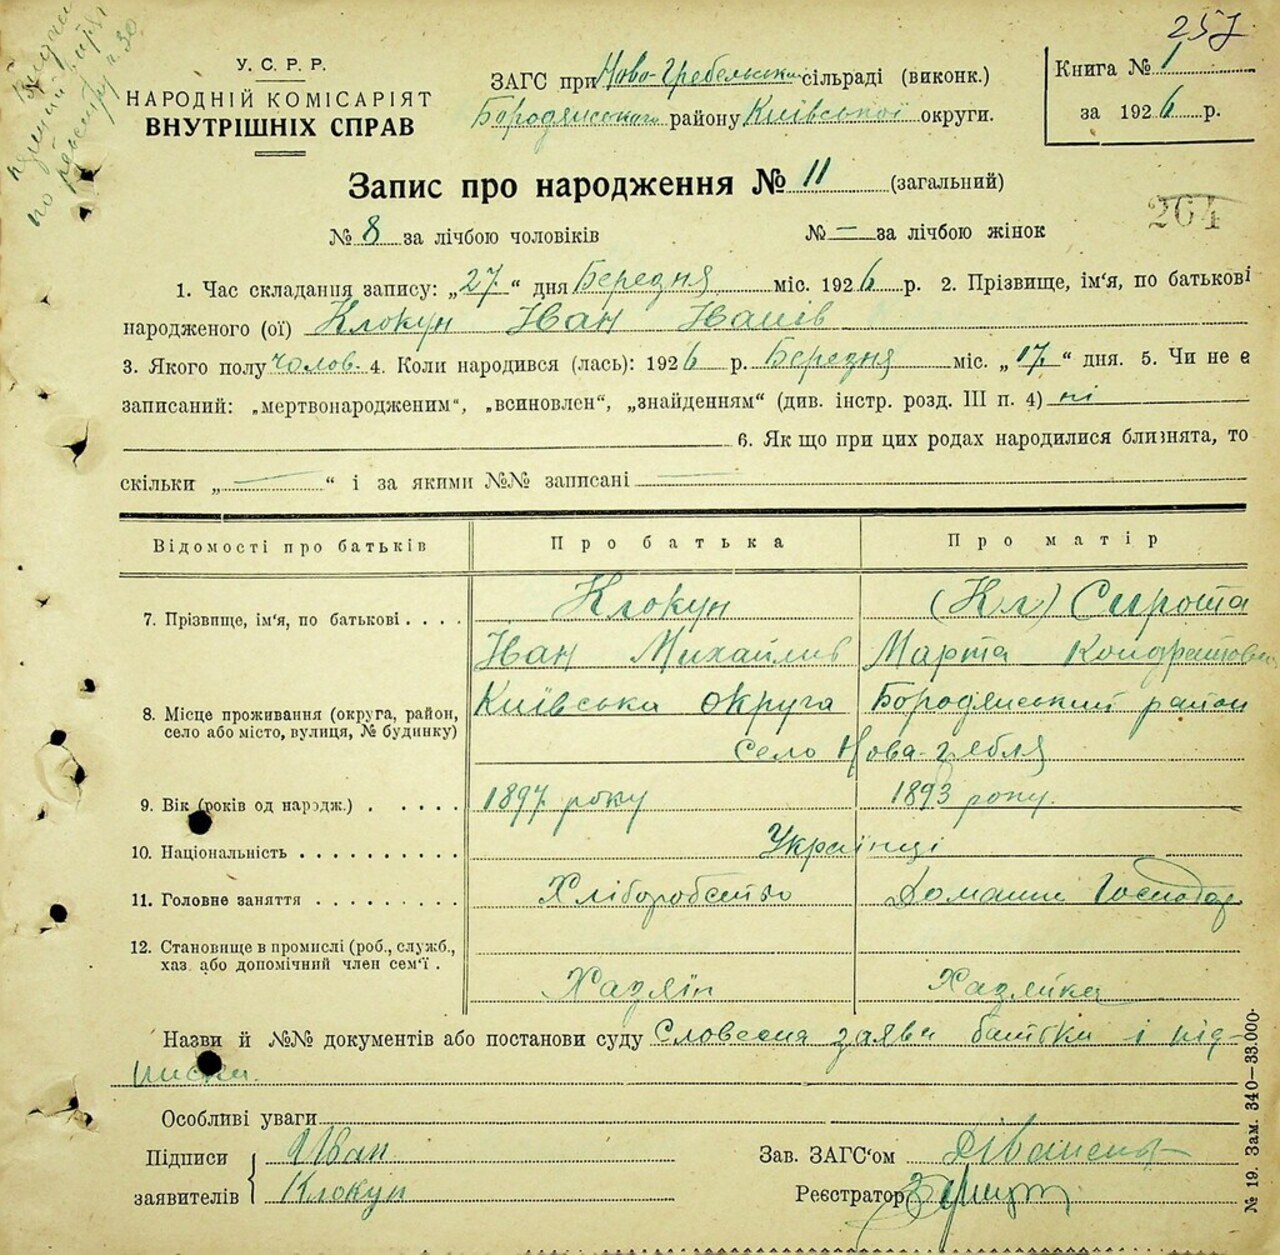 257
У. С. Р. Р.
НАРОДНІЙ КОМІСАРІЯТ
ВНУТРІШНІХ СПРАВ
ЗАГС при Ново-Гребельськ. сільраді (виконк.)
Бородянського району Київської округи.
Книга № 1
за 1926 р.
Запис про народження № 11 (загальний)
264
№ 8 за лічбою чоловіків № — за лічбою жінок
1. Час складання запису: „27“ дня Березня міс. 1926 р. 2. Прізвище, ім‘я, по батькові
народженого (ої) Клокун Іван Іванів
3. Якого полу чолов. 4. Коли народився (лась): 1926 р. Березня міс. „17“ дня. 5. Чи не є
записаний: „мертвонародженим“, „всиновлен“, „знайденням“ (див. інстр. розд. III п. 4) ні
6. Як що при цих родах народилися близнята, то
скільки „—“ і за якими №№ записані —
Відомості про батьків Про батька Про матір
7. Прізвище, ім‘я, по батькові . . . . Клокун (Кл) Сирота
Іван Михайлив Марта Кондратовна
8. Місце проживання (округа, район, село або місто, вулиця, № будинку) Київська округа Бородянський район
Село Нова-гребля
9. Вік (років од народж.) . . . . . 1897 року 1893 року.
10. Національність . . . . . . . . . . Українці
11. Головне заняття . . . . . . . . . Хліборобство Домашн Господар.
12. Становище в промислі (роб., служб.,
хаз. або допомічний член сем‘ї . Хазяїн Хазяйка
Назви й №№ документів або постанови суду Словесна заява батька і під-
писка.
Особливі уваги
Підписи Иван Зав. ЗАГС‘ом
заявителів Клокун Реєстратор
№ 19. Зам. 340—33.000·